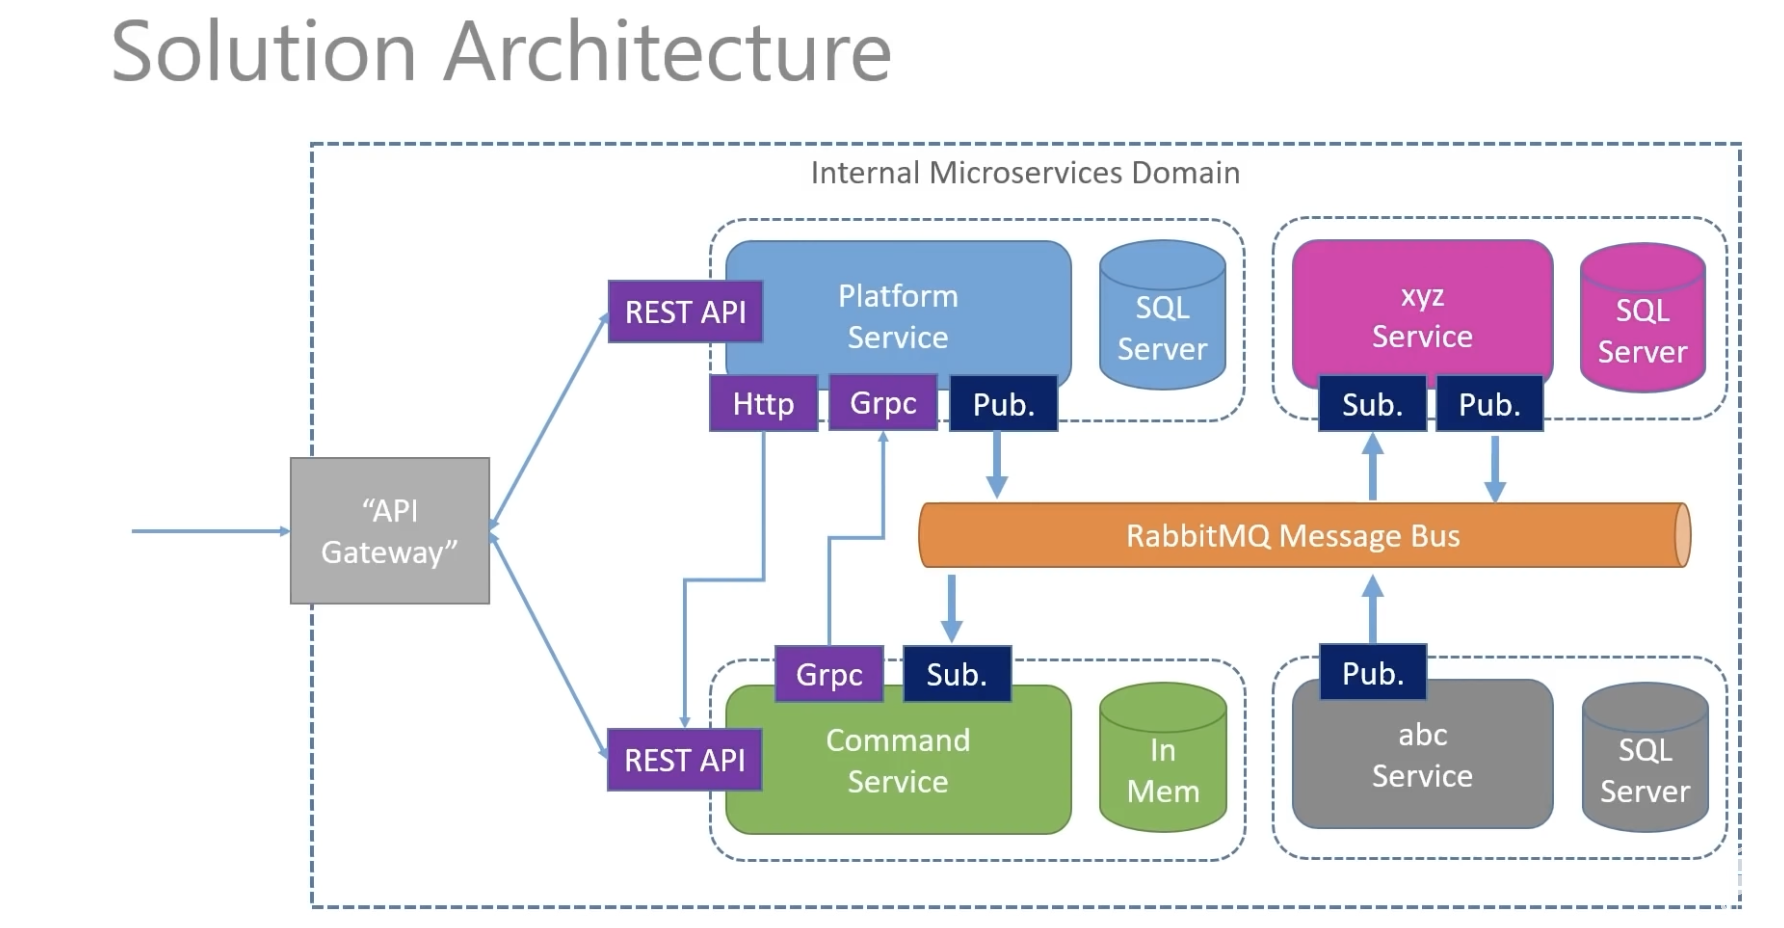 Solution Architecture
Internal Microservices Domain
REST API
Platform
Service
SQL
Server
Http
Grpc
Pub.
xyz
Service
SQL
Server
Sub.
Pub.
“API
Gateway”
RabbitMQ Message Bus
Grpc
Sub.
REST API
Command
Service
In
Mem
Pub.
abc
Service
SQL
Server